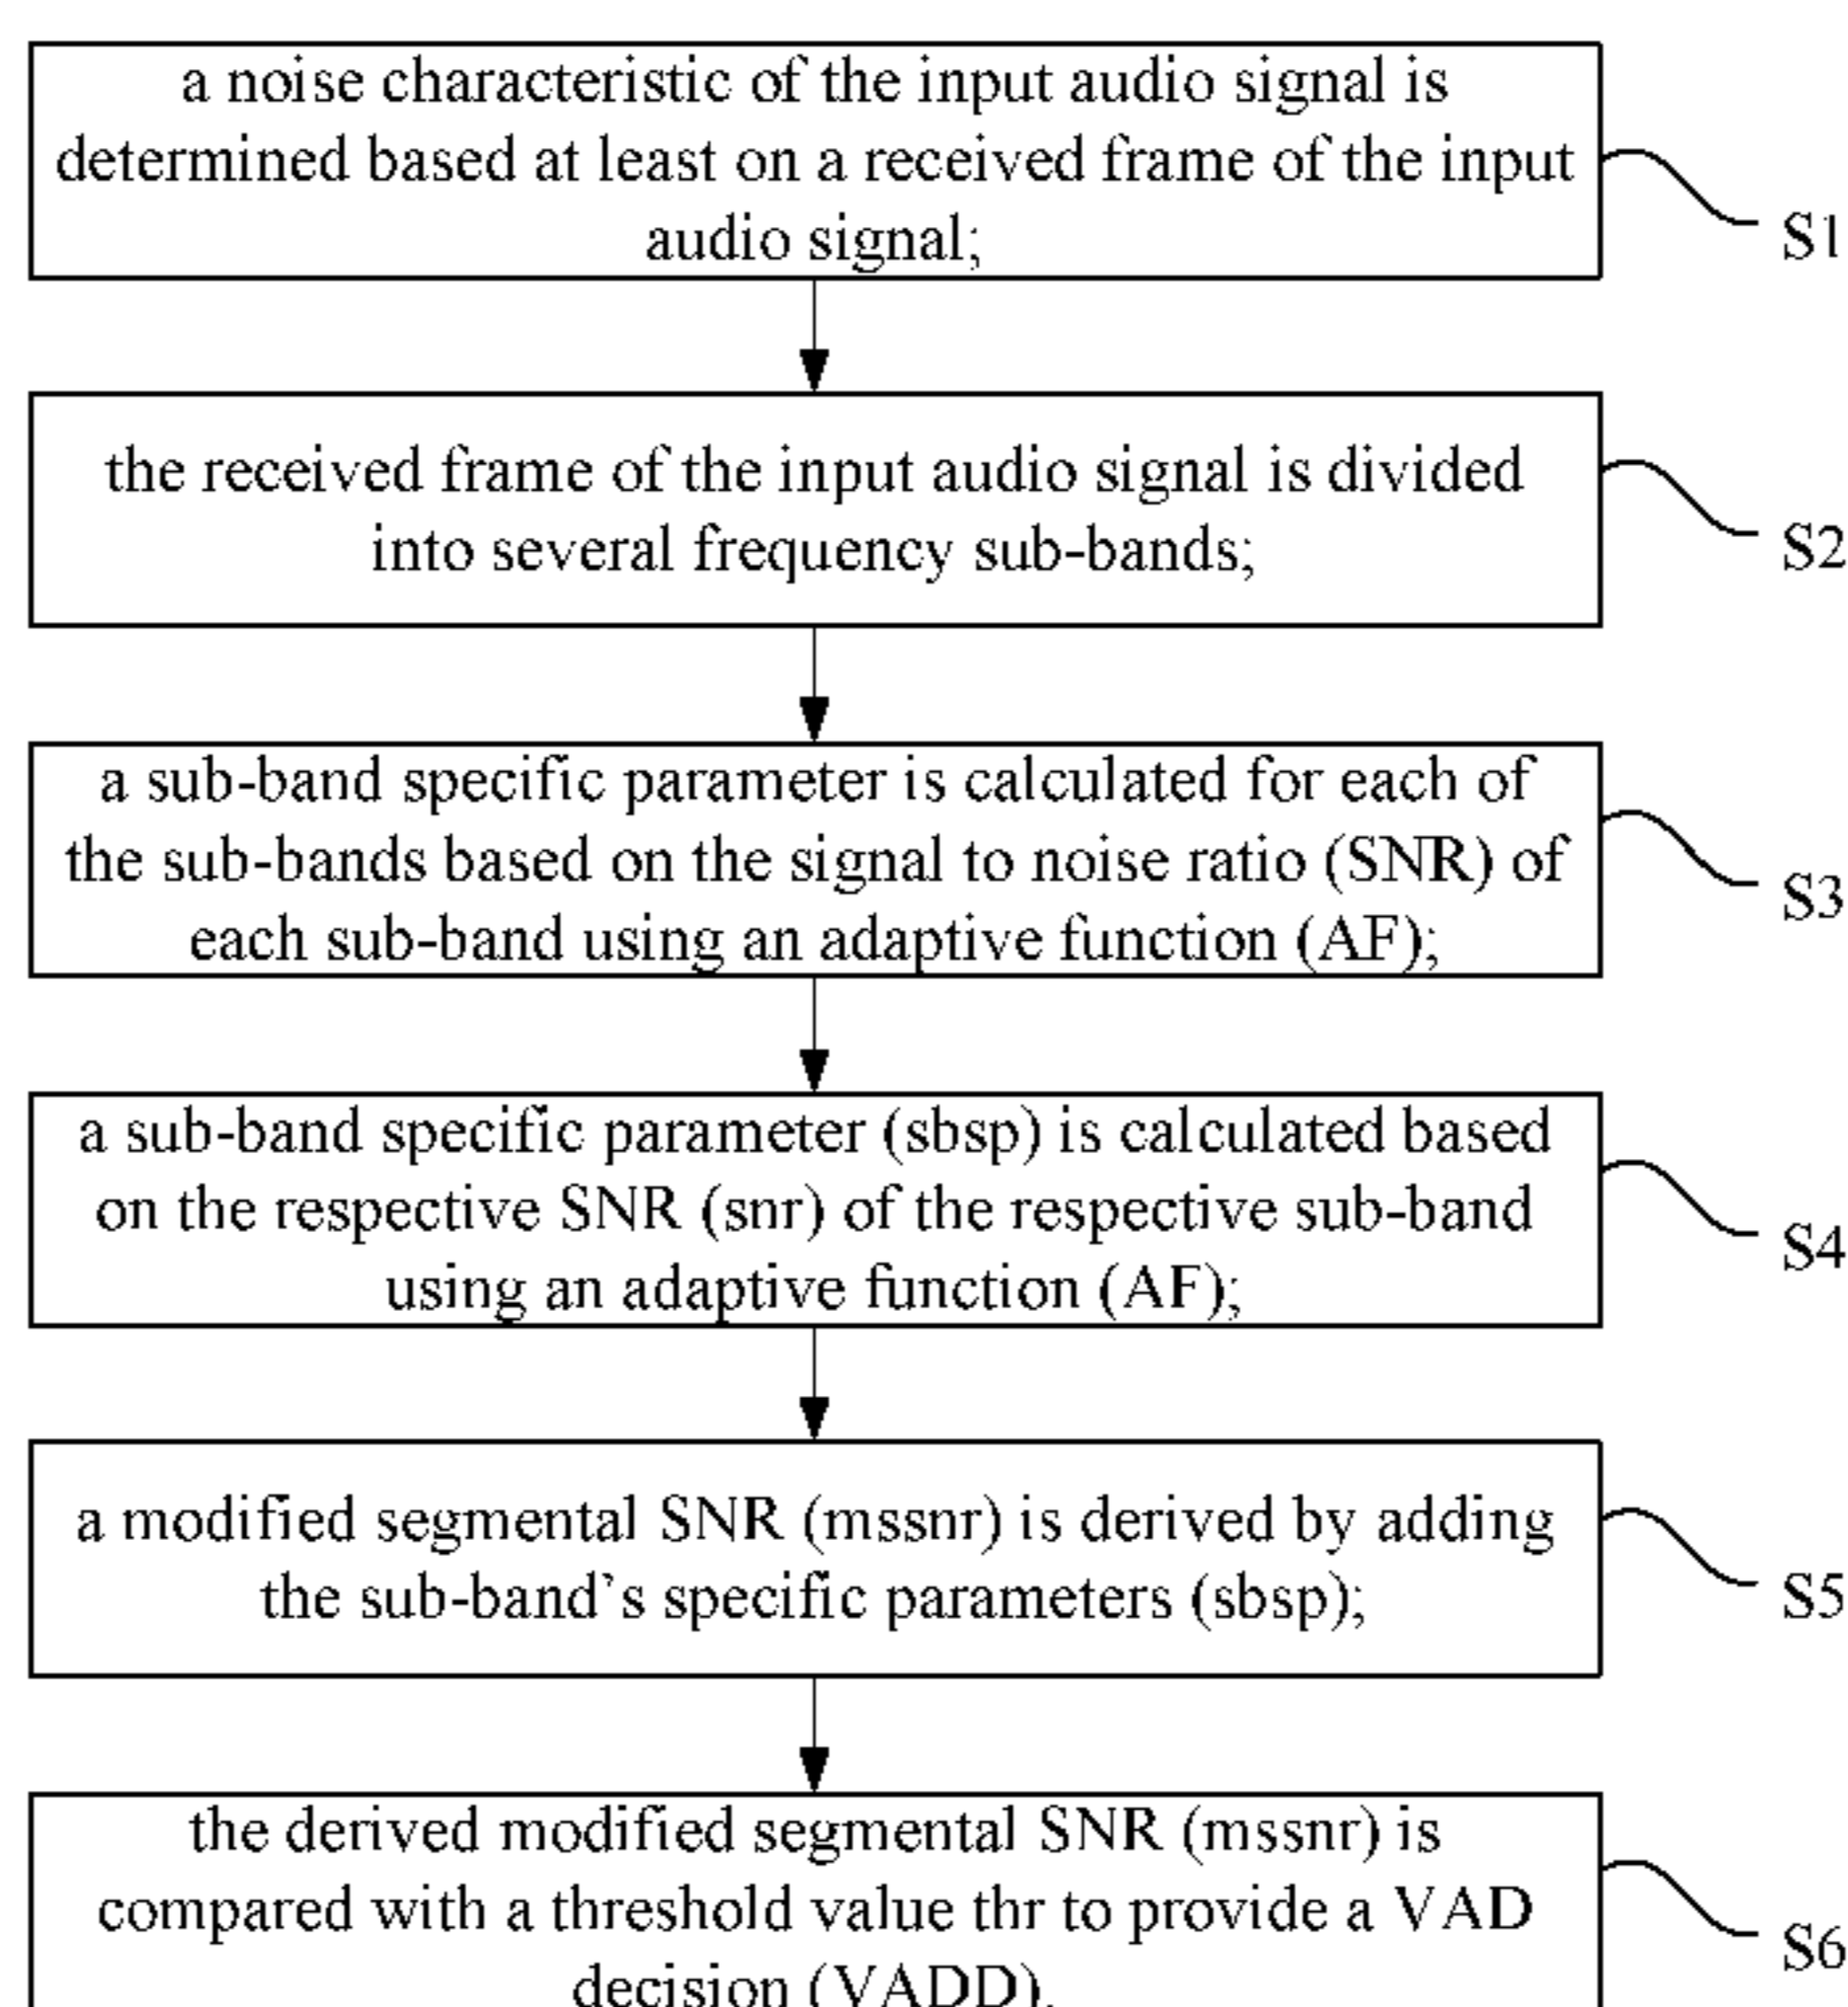 a noise characteristic of the input audio signal is
determined based at least on a received frame of the input
audio signal;
S1
the received frame of the input audio signal is divided
into several frequency sub-bands;
S2
a sub-band specific parameter is calculated for each of
the sub-bands based on the signal to noise ratio (SNR) of
each sub-band using an adaptive function (AF);
S3
a sub-band specific parameter (sbsp) is calculated based
on the respective SNR (snr) of the respective sub-band
using an adaptive function (AF);
S4
a modified segmental SNR (mssnr) is derived by adding
the sub-band's specific parameters (sbsp);
S5
the derived modified segmental SNR (mssnr) is
compared with a threshold value thr to provide a VAD
decision (VADD).
S6